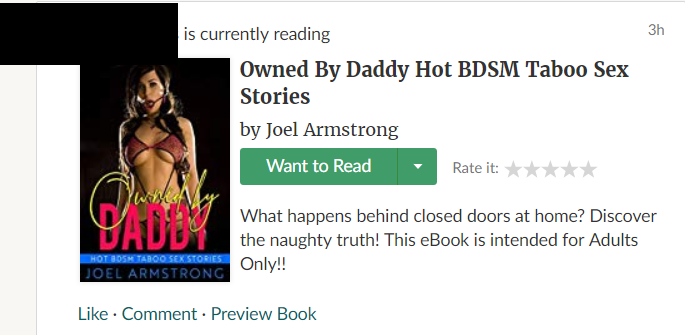 is currently reading
3h
Owned By Daddy Hot BDSM Taboo Sex
Stories
by Joel Armstrong
Want to Read
Rate it:
What happens behind closed doors at home? Discover
the naughty truth! This eBook is intended for Adults
Only!!
Owned by
DADDY
HOT BDSM TABOO SEX STORIES
JOEL ARMSTRONG
Like · Comment · Preview Book